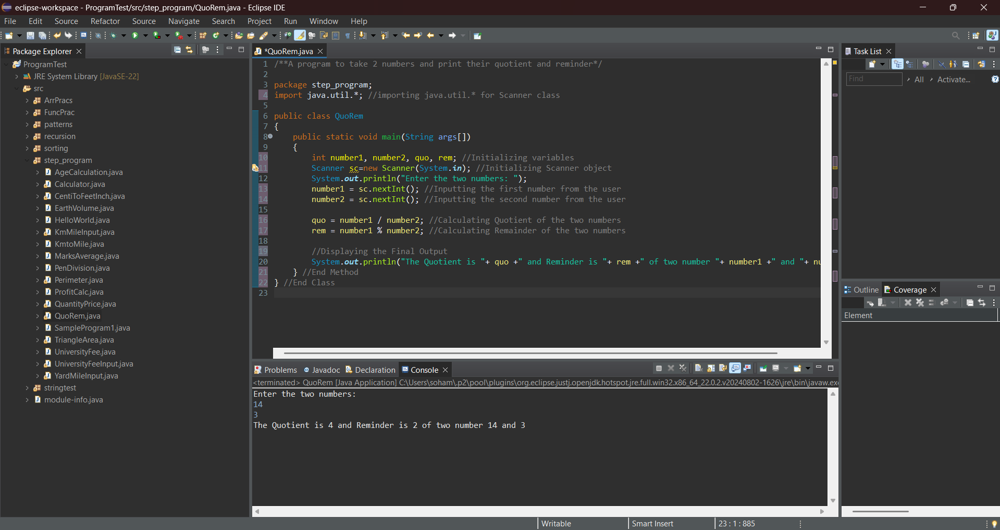 eclipse-workspace - ProgramTest/src/step_program/QuoRem.java - Eclipse IDE
File Edit Source Refactor Source Navigate Search Project Run Window Help
Package Explorer
ProgramTest
JRE System Library [JavaSE-22]
src
ArrPracs
FuncPrac
patterns
recursion
sorting
step_program
AgeCalculation.java
Calculator.java
CentiToFeetInch.java
EarthVolume.java
HelloWorld.java
KmMileInput.java
KmtoMile.java
MarksAverage.java
PenDivision.java
Perimeter.java
ProfitCalc.java
QuantityPrice.java
QuoRem.java
SampleProgram1.java
TriangleArea.java
UniversityFee.java
UniversityFeeInput.java
YardMileInput.java
stringtest
module-info.java
*QuoRem.java
1 /**A program to take 2 numbers and print their quotient and reminder*/
2
3 package step_program;
4 import java.util.*; //importing java.util.* for Scanner class
5
6 public class QuoRem
7 {
8 public static void main(String args[])
9 {
10 int number1, number2, quo, rem; //Initializing variables
11 Scanner sc=new Scanner(System.in); //Initializing Scanner object
12 System.out.println("Enter the two numbers: ");
13 number1 = sc.nextInt(); //Inputting the first number from the user
14 number2 = sc.nextInt(); //Inputting the second number from the user
15
16 quo = number1 / number2; //Calculating Quotient of the two numbers
17 rem = number1 % number2; //Calculating Remainder of the two numbers
18
19 //Displaying the Final Output
20 System.out.println("The Quotient is "+ quo +" and Reminder is "+ rem +" of two number "+ number1 +" and "+ nu
21 } //End Method
22 } //End Class
23
Problems Javadoc Declaration Console
<terminated> QuoRem [Java Application] C:\Users\soham\.p2\pool\plugins\org.eclipse.justj.openjdk.hotspot.jre.full.win32.x86_64_22.0.2.v20240802-1626\jre\bin\javaw.exe
Enter the two numbers:
14
3
The Quotient is 4 and Reminder is 2 of two number 14 and 3
Task List
Find All Activate...
Outline Coverage
Element
Writable Smart Insert 23 : 1 : 885